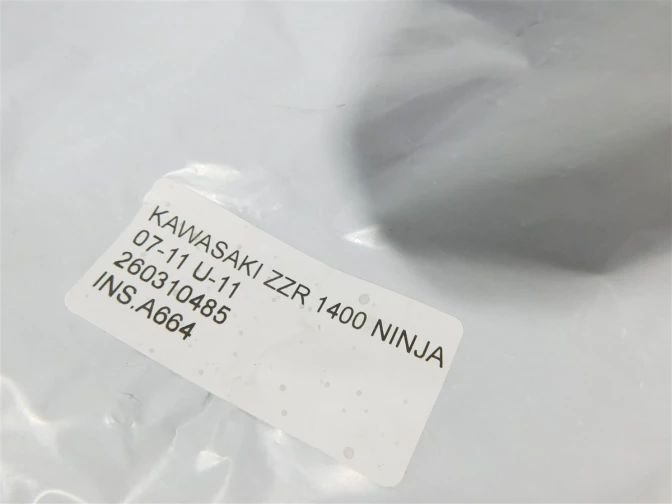 KAWASAKI ZZR 1400 NINJA
07-11 U-11
260310485
INS.A664